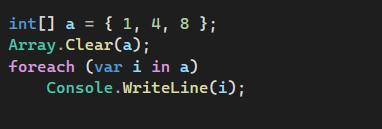 int[] a = { 1, 4, 8 };
Array.Clear(a);
foreach (var i in a)
    Console.WriteLine(i);